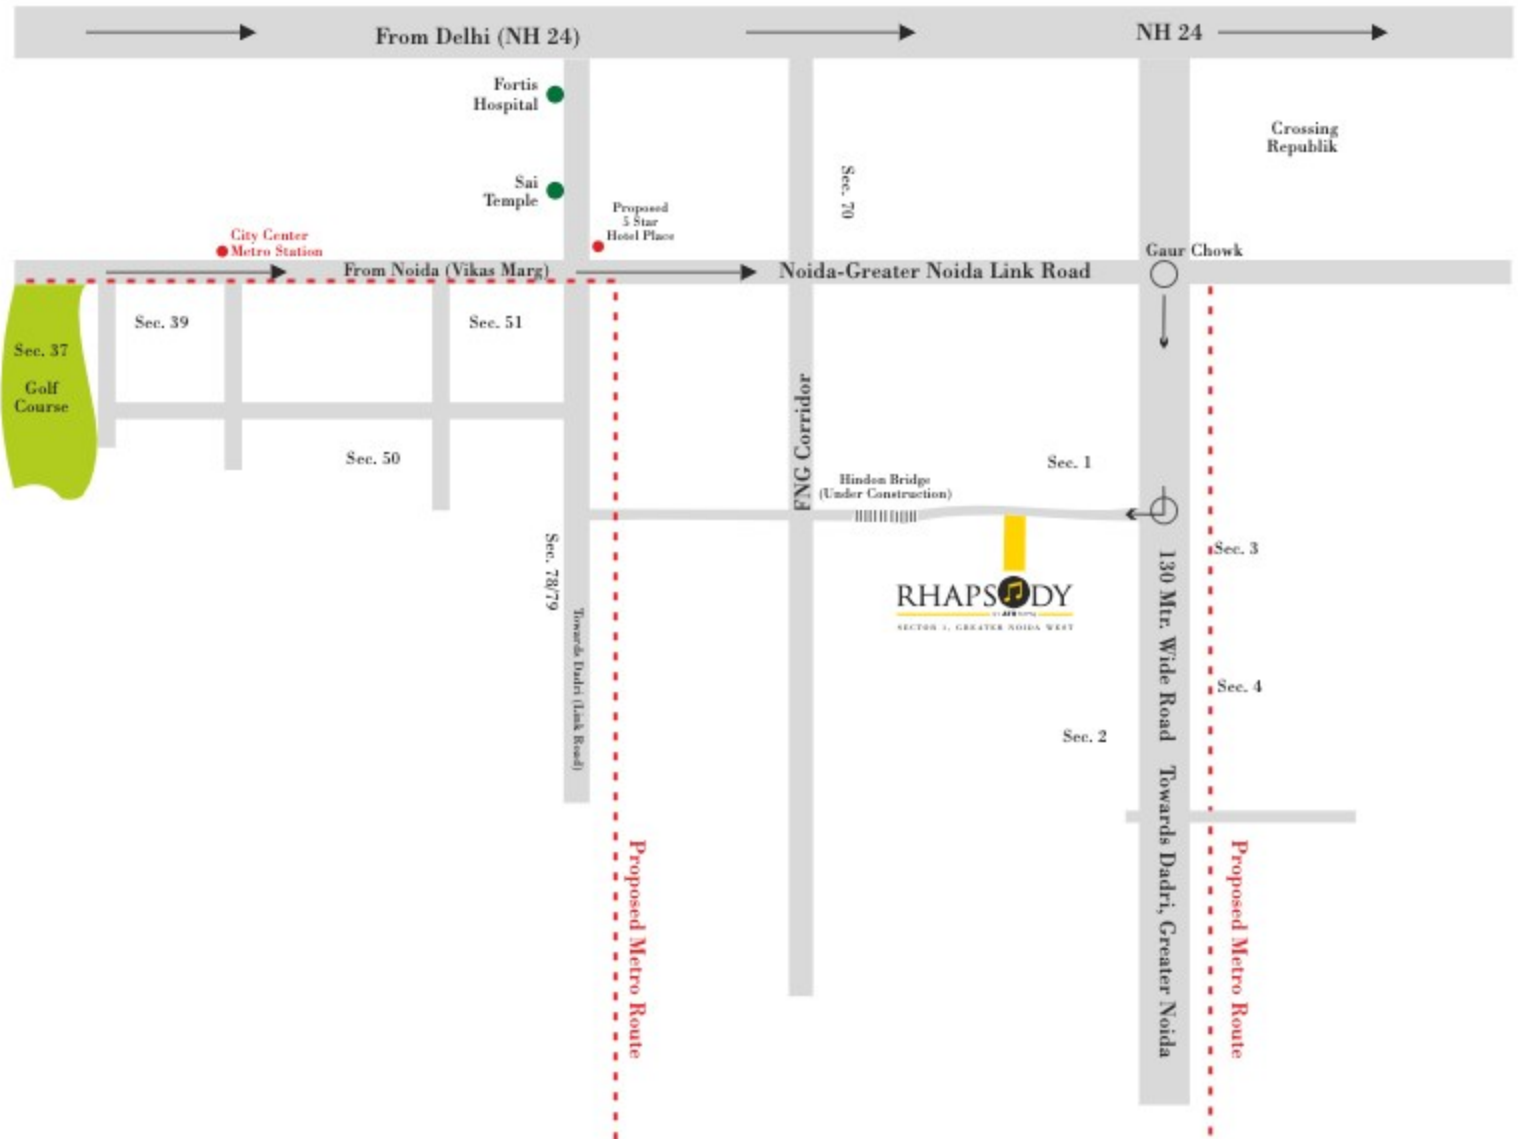 From Delhi (NH 24)
NH 24
Fortis
Hospital
Crossing
Republik
Sec. 70
Sai
Temple
Proposed
5 Star
Hotel Place
City Center
Metro Station
Gaur Chowk
From Noida (Vikas Marg)
Noida-Greater Noida Link Road
Sec. 39
Sec. 51
Sec. 37
Golf
Course
FNG Corridor
Sec. 50
Sec. 1
Hindon Bridge
(Under Construction)
Sec. 78/79
Sec. 3
RHAPSODY
SECTOR 1, GREATER NOIDA WEST
130 Mtr. Wide Road Towards Dadri, Greater Noida
Towards Dadri (Link Road)
Sec. 4
Sec. 2
Proposed Metro Route
Proposed Metro Route